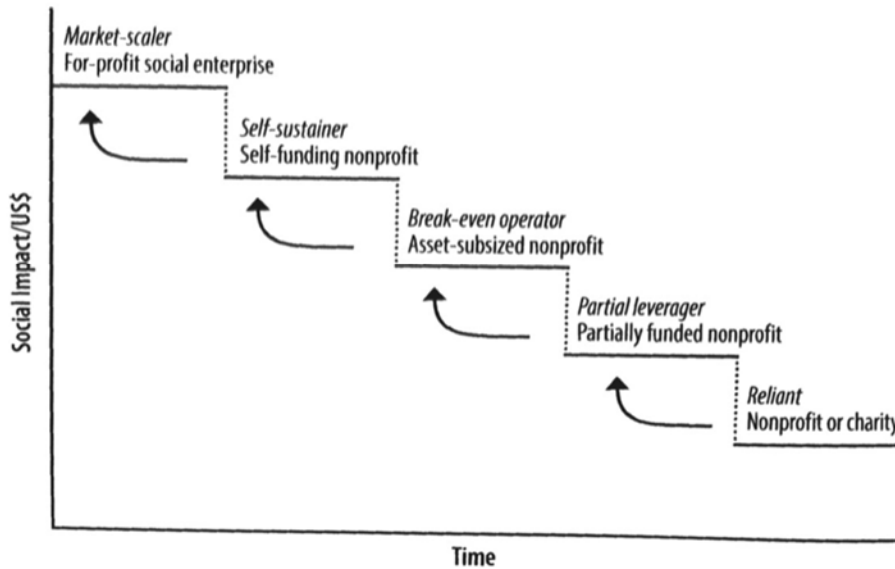 Market-scaler
For-profit social enterprise
Self-sustainer
Self-funding nonprofit
Break-even operator
Asset-subsized nonprofit
Partial leverager
Partially funded nonprofit
Reliant
Nonprofit or charity
Social Impact/US$
Time